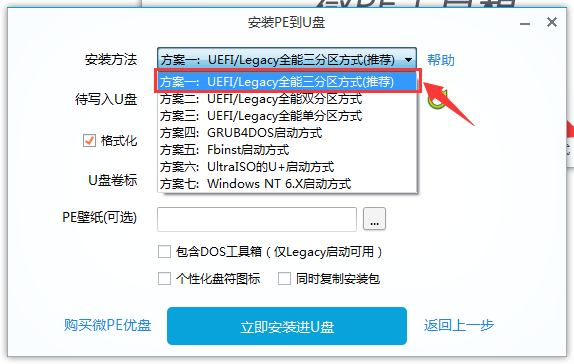 微PE工具箱
安装PE到U盘
安装方法
方案一：UEFI/Legacy全能三分区方式(推荐)
帮助
方案一：UEFI/Legacy全能三分区方式(推荐)
待写入U盘
方案二：UEFI/Legacy全能双分区方式
方案三：UEFI/Legacy全能单分区方式
格式化
方案四：GRUB4DOS启动方式
方案五：Fbinst启动方式
方案六：UltraISO的U+启动方式
U盘卷标
方案七：Windows NT 6.X启动方式
PE壁纸(可选)
...
包含DOS工具箱（仅Legacy启动可用）
个性化盘符图标
同时复制安装包
购买微PE优盘
立即安装进U盘
返回上一步